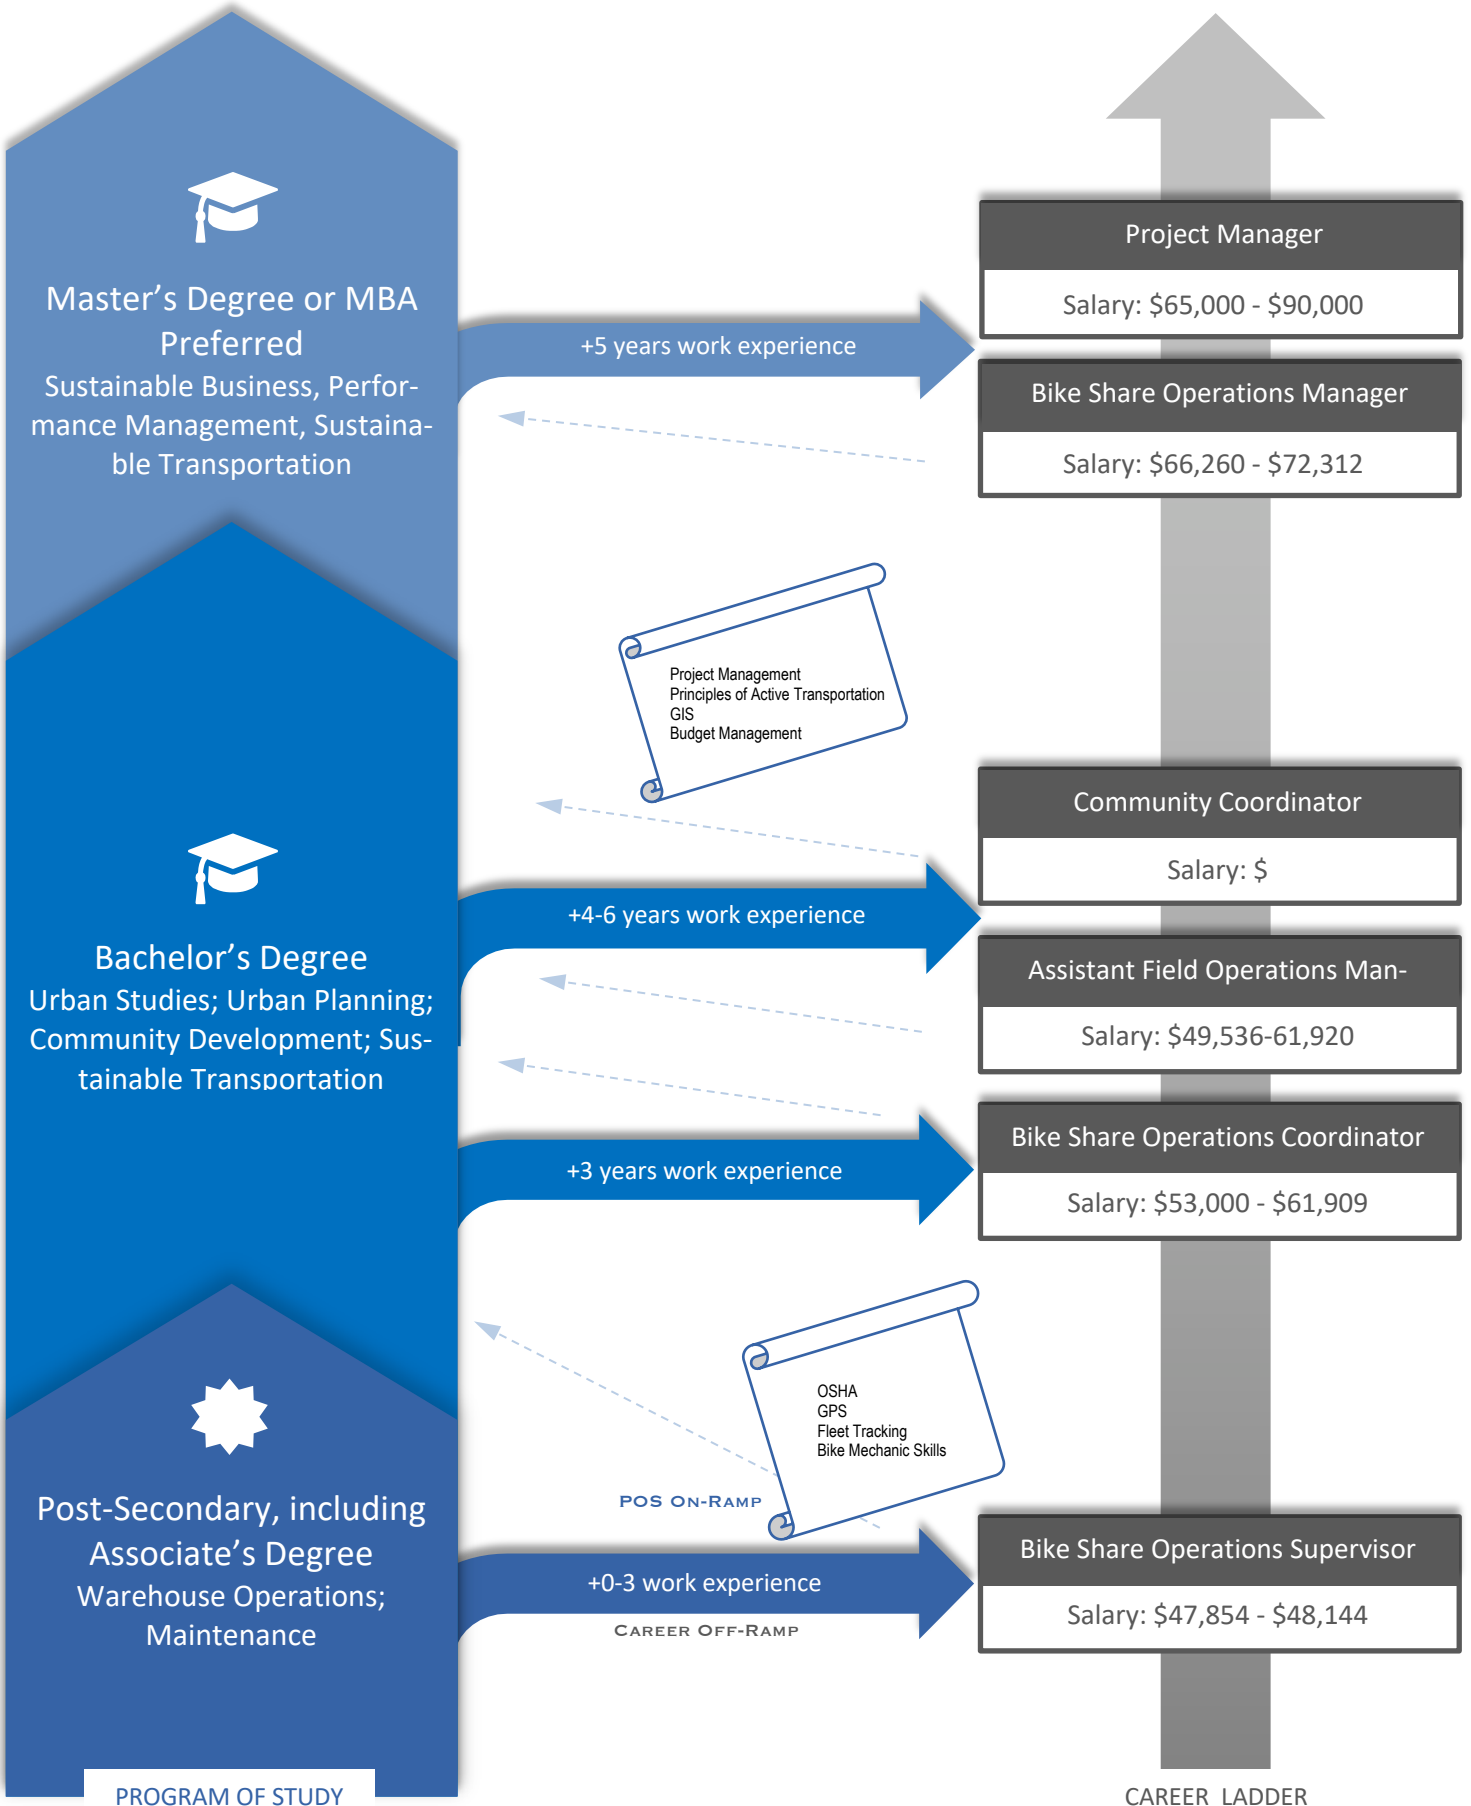 Master’s Degree or MBA
Preferred
Sustainable Business, Perfor-
mance Management, Sustaina-
ble Transportation
+5 years work experience
Project Manager
Salary: $65,000 - $90,000
Bike Share Operations Manager
Salary: $66,260 - $72,312
Project Management
Principles of Active Transportation
GIS
Budget Management
Community Coordinator
Salary: $
+4-6 years work experience
Bachelor’s Degree
Urban Studies; Urban Planning;
Community Development; Sus-
tainable Transportation
Assistant Field Operations Man-
Salary: $49,536-61,920
+3 years work experience
Bike Share Operations Coordinator
Salary: $53,000 - $61,909
OSHA
GPS
Fleet Tracking
Bike Mechanic Skills
POS On-Ramp
Post-Secondary, including
Associate’s Degree
Warehouse Operations;
Maintenance
+0-3 work experience
Career Off-Ramp
Bike Share Operations Supervisor
Salary: $47,854 - $48,144
PROGRAM OF STUDY
CAREER LADDER